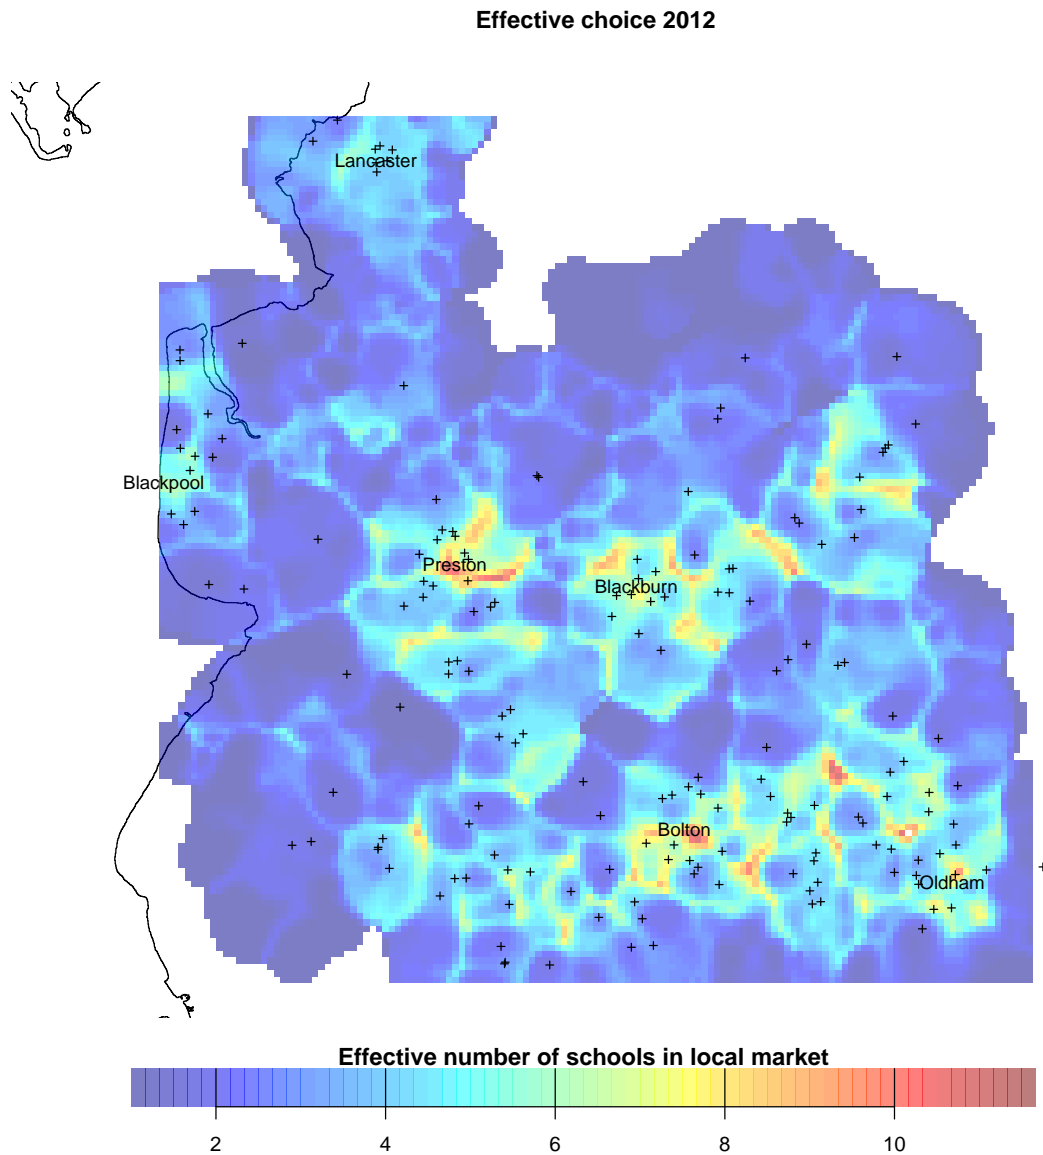 Effective choice 2012
Lancaster
Blackpool
Preston
Blackburn
Bolton
Oldham
Effective number of schools in local market
2 4 6 8 10